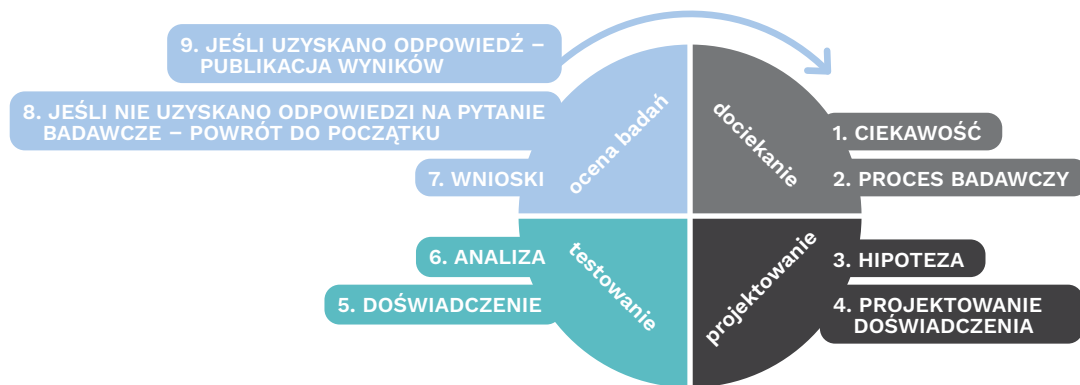 9. JEŚLI UZYSKANO ODPOWIEDŹ –
PUBLIKACJA WYNIKÓW
8. JEŚLI NIE UZYSKANO ODPOWIEDZI NA PYTANIE
BADAWCZE – POWRÓT DO POCZĄTKU
7. WNIOSKI
ocena badań
dociekanie
1. CIEKAWOŚĆ
2. PROCES BADAWCZY
6. ANALIZA
5. DOŚWIADCZENIE
testowanie
projektowanie
3. HIPOTEZA
4. PROJEKTOWANIE
DOŚWIADCZENIA